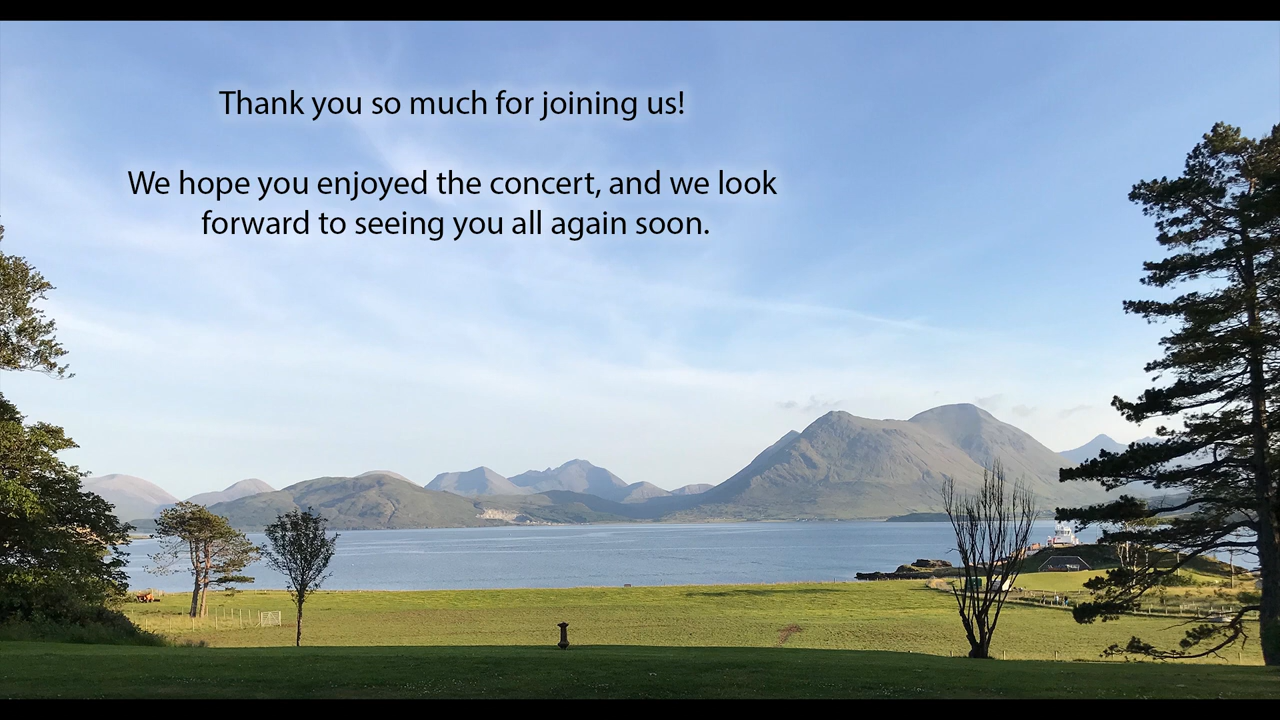 Thank you so much for joining us!
We hope you enjoyed the concert, and we look
forward to seeing you all again soon.